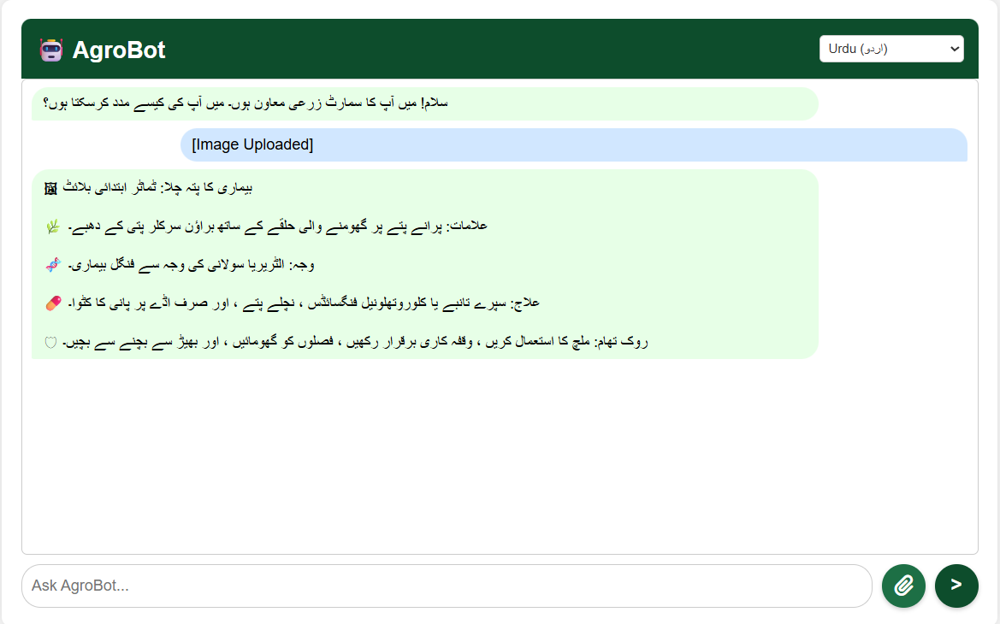 AgroBot
Urdu (اردو)
سلام! میں آپ کا سمارٹ زرعی معاون ہوں۔ میں آپ کی کیسے مدد کرسکتا ہوں؟
[Image Uploaded]
بیماری کا پتہ چلا: ٹماٹر ابتدائی بلائٹ
علامات: پرانے پتے پر گھومنے والی حلقے کے ساتھ براؤن سرکلر پتی کے دھبے۔
وجہ: الٹریریا سولانی کی وجہ سے فنگل بیماری۔
علاج: سپرے تانبے یا کلوروتھلونیل فنگسائڈس ، نچلے پتے ، اور صرف اڈے پر پانی کا کٹوا۔
روک تھام: ملچ کا استعمال کریں ، وقفہ کاری برقرار رکھیں ، فصلوں کو گھومائیں ، اور بھیڑ سے بچنے سے بچیں۔
Ask AgroBot...
>